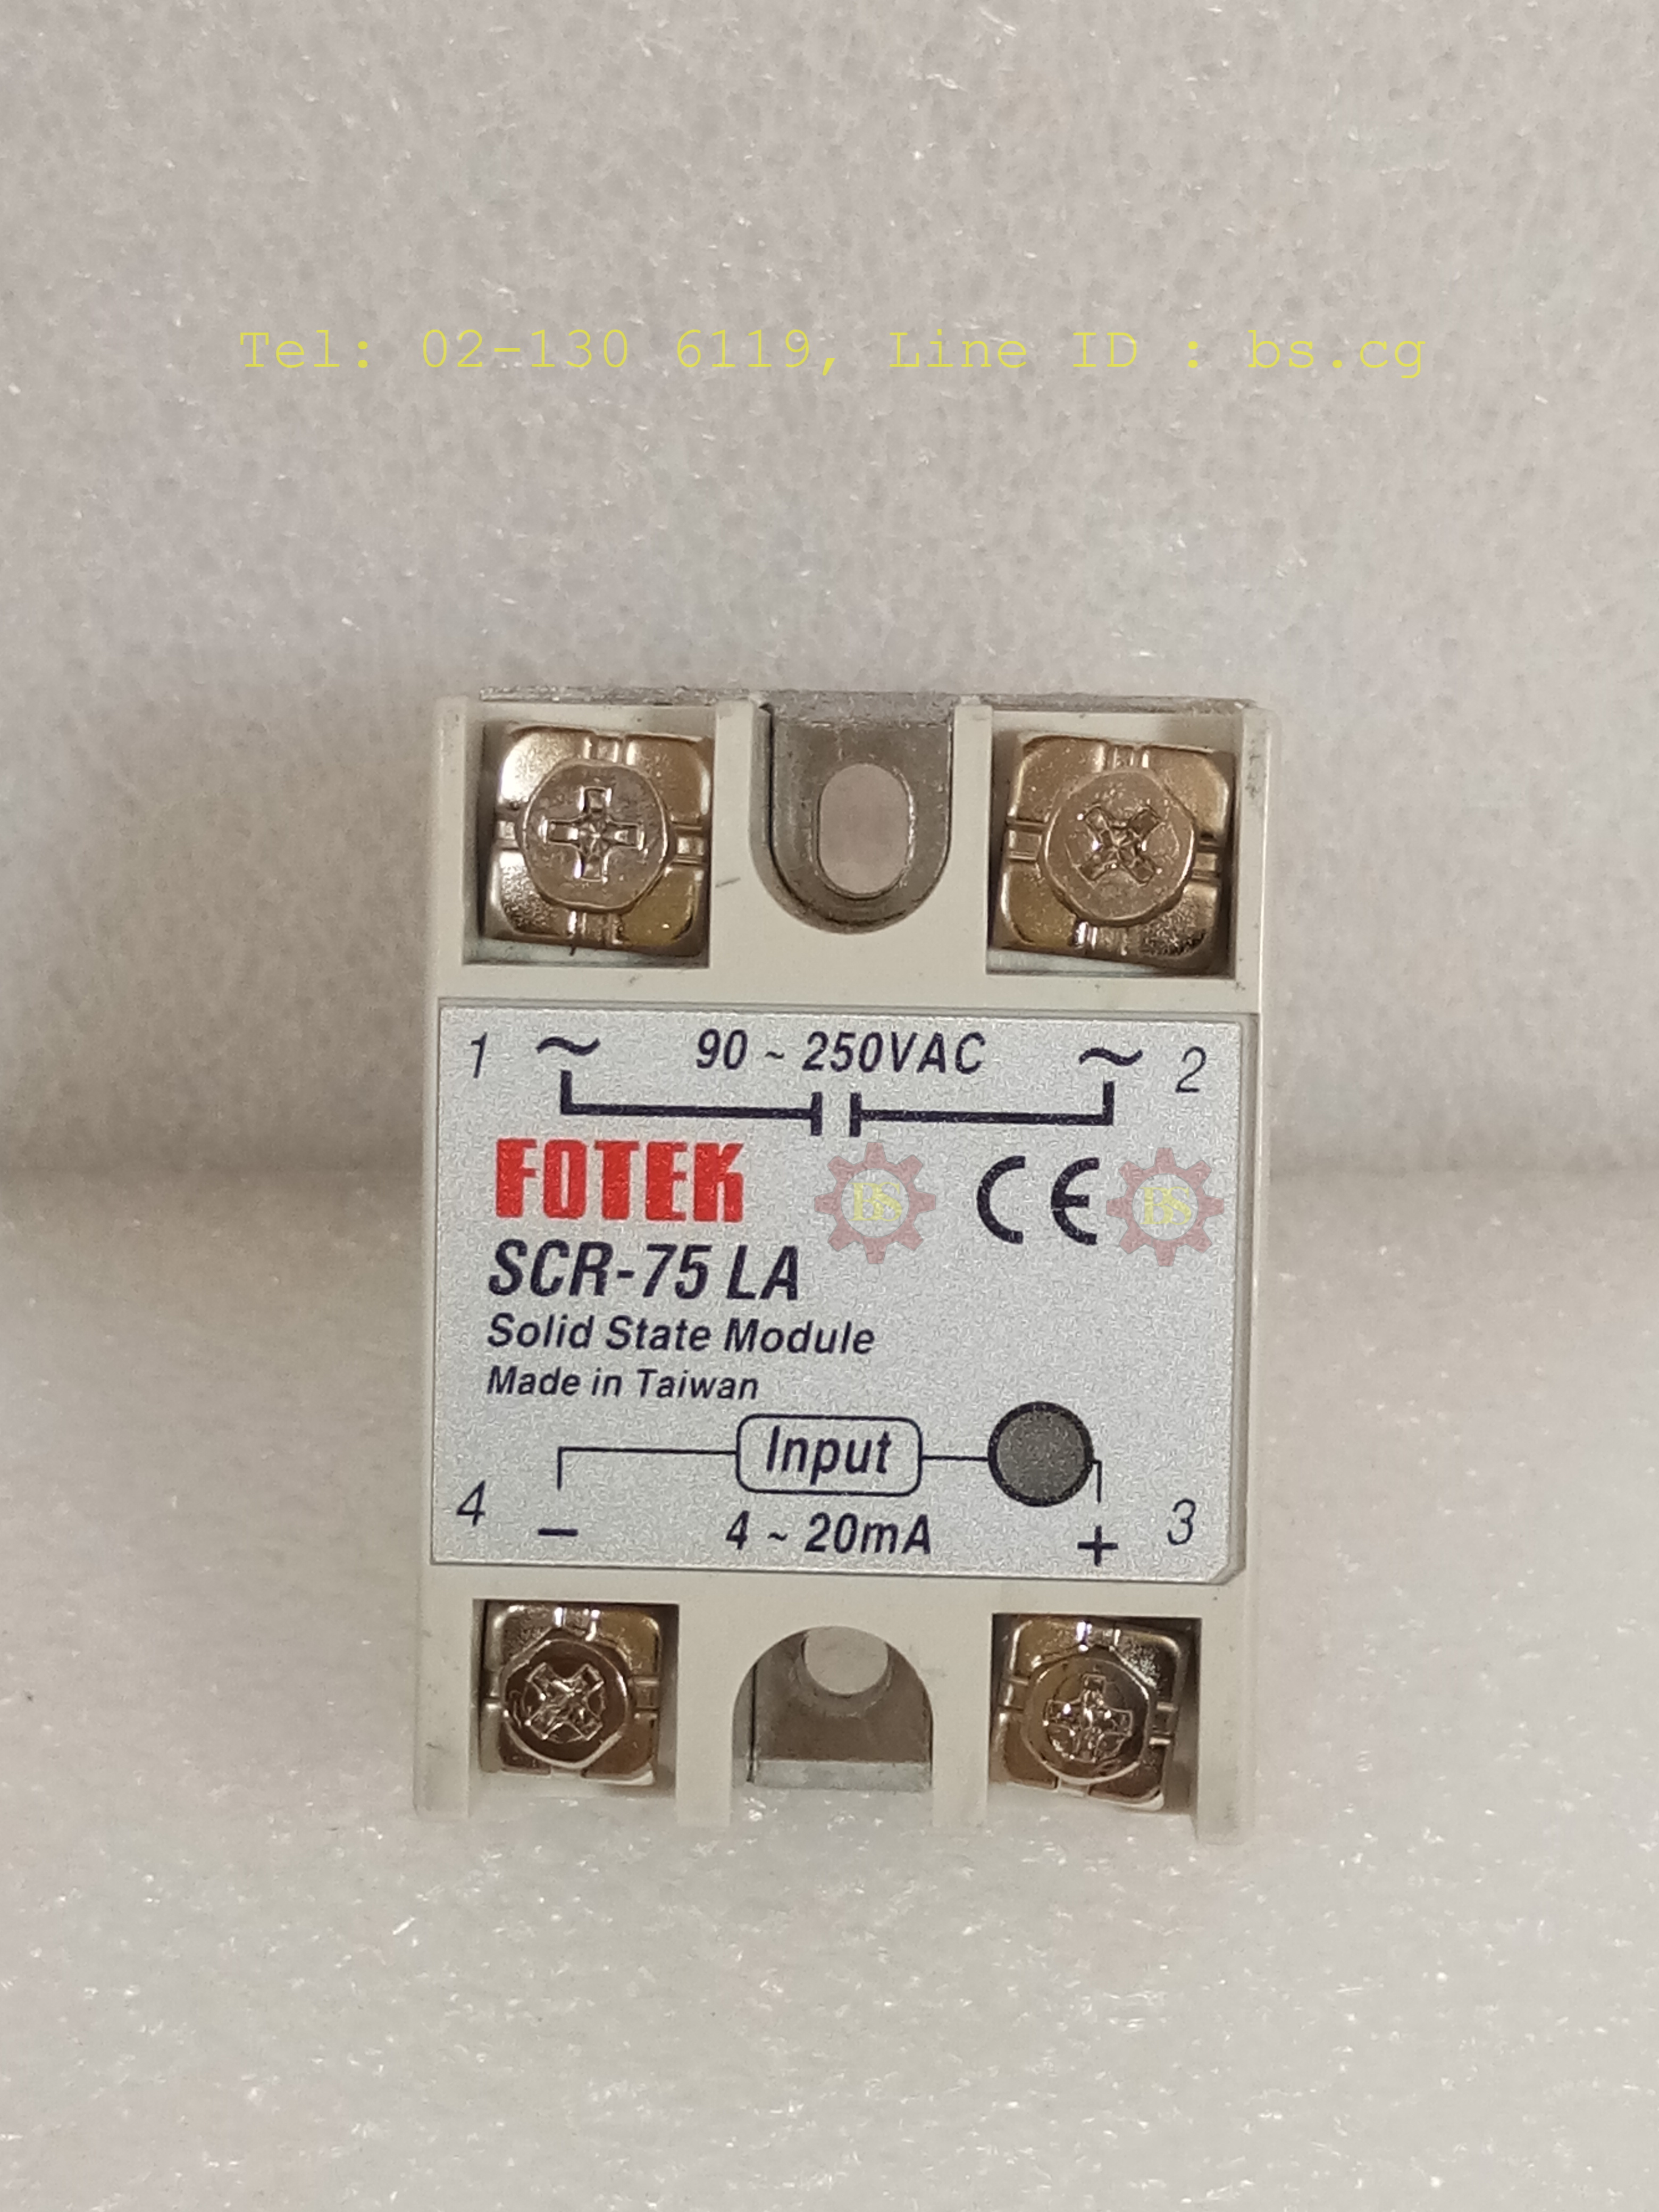 Tel: 02-130 6119, Line ID : bs.cg
1 ~ 90 ~ 250VAC ~ 2
FOTEK BS CE BS
SCR-75 LA
Solid State Module
Made in Taiwan
Input
4 − 4 ~ 20mA + 3